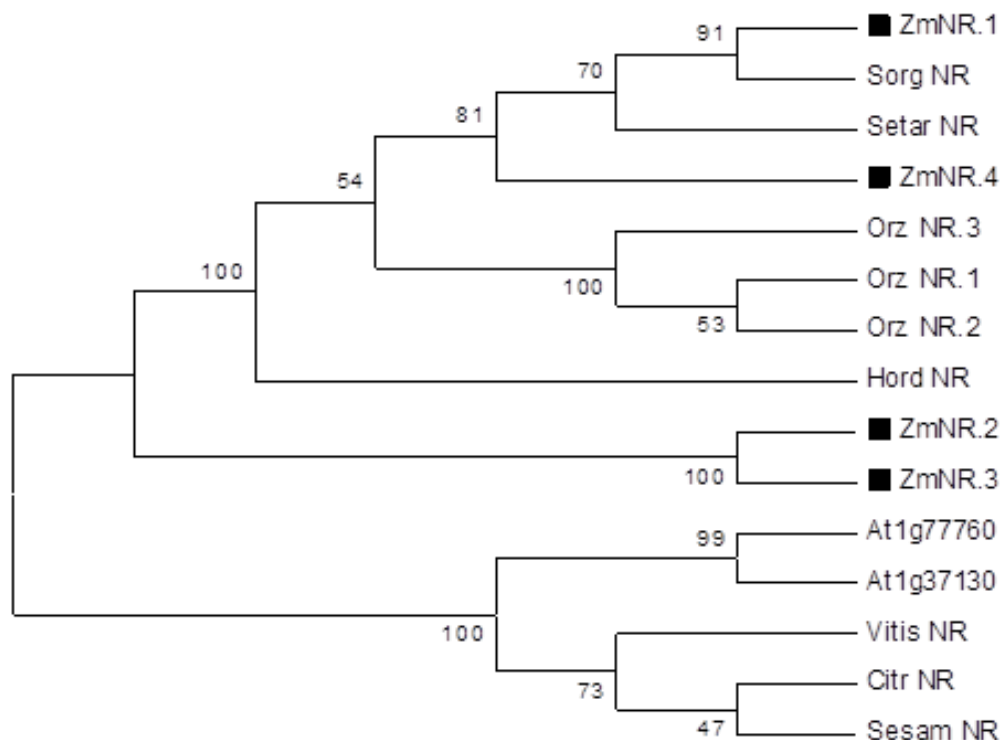 91
ZmNR.1
Sorg NR
70
Setar NR
81
ZmNR.4
54
Orz NR.3
100
Orz NR.1
100
53
Orz NR.2
Hord NR
ZmNR.2
100
ZmNR.3
99
At1g77760
At1g37130
100
Vitis NR
73
Citr NR
47
Sesam NR